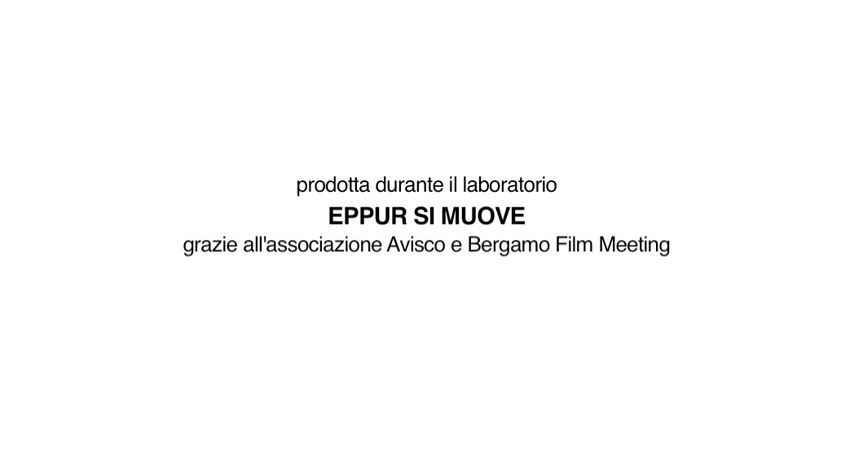 prodotta durante il laboratorio
EPPUR SI MUOVE
grazie all'associazione Avisco e Bergamo Film Meeting